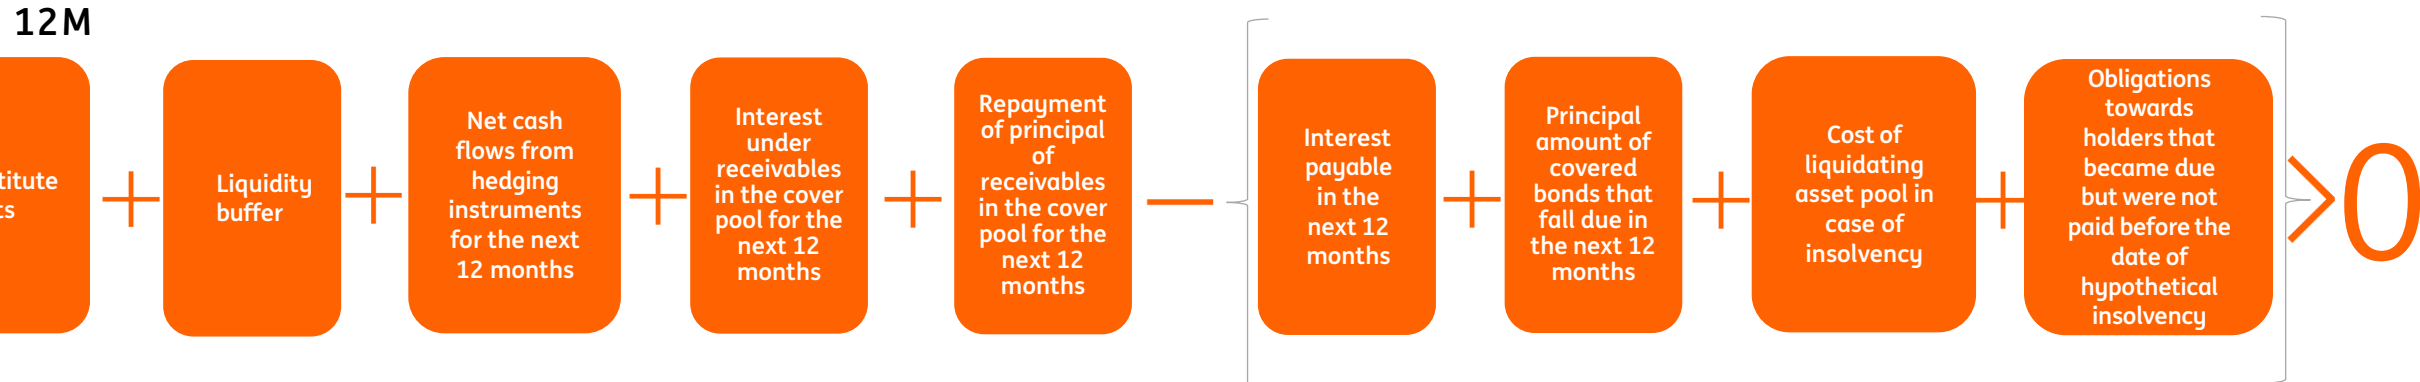 12M
Liquidity
buffer
Net cash
flows from
hedging
instruments
for the next
12 months
Interest
under
receivables
in the cover
pool for the
next 12
months
Repayment
of principal
of
receivables
in the cover
pool for the
next 12
months
Interest
payable
in the
next 12
months
Principal
amount of
covered
bonds that
fall due in
the next 12
months
Cost of
liquidating
asset pool in
case of
insolvency
Obligations
towards
holders that
became due
but were not
paid before the
date of
hypothetical
insolvency
>0